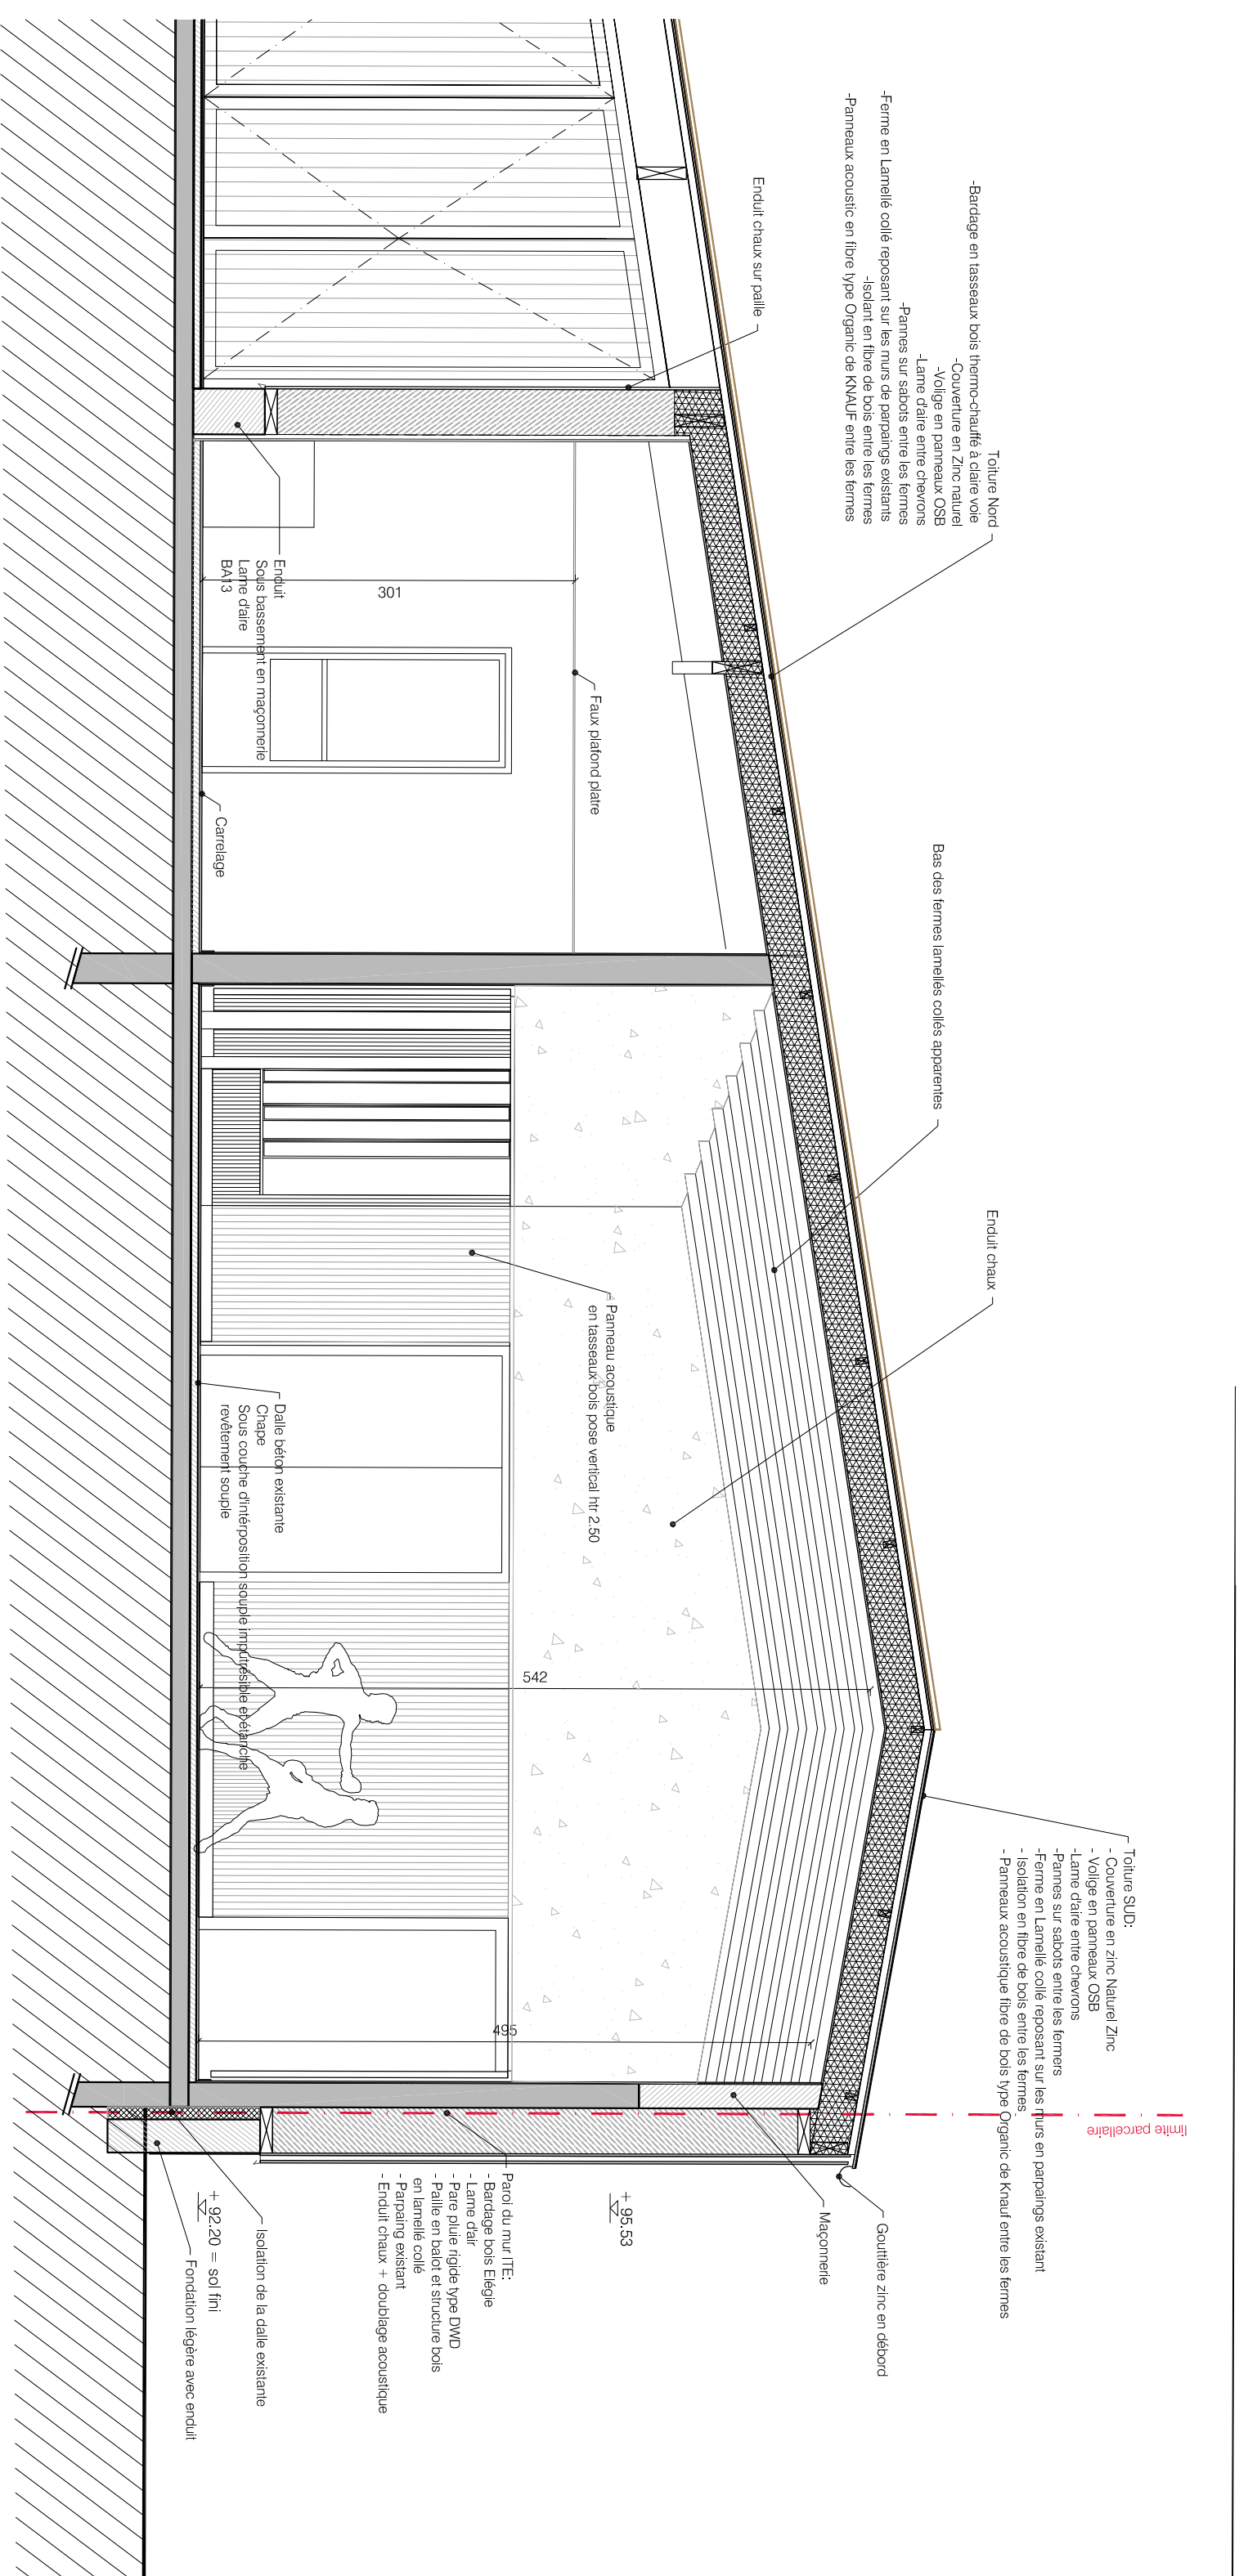 Toiture Nord
-Bardage en tasseaux bois thermo-chauffé à claire voie
-Couverture en Zinc naturel
-Volige en panneaux OSB
-Lame d'aire entre chevrons
-Pannes sur sabots entre les fermes
-Ferme en Lamellé collé reposant sur les murs de parpaings existants
-Isolant en fibre de bois entre les fermes
-Panneaux acoustic en fibre type Organic de KNAUF entre les fermes
Enduit chaux sur paille
Bas des fermes lamellés collés apparentes
Enduit chaux
Toiture SUD:
- Couverture en zinc Naturel Zinc
- Volige en panneaux OSB
-Lame d'aire entre chevrons
-Pannes sur sabots entre les fermers
-Ferme en Lamellé collé reposant sur les murs en parpaings existant
- Isolation en fibre de bois entre les fermes
- Panneaux acoustique fibre de bois type Organic de Knauf entre les fermes
limite parcellaire
Gouttière zinc en débord
Maçonnerie
+ 95.53
Faux plafond platre
301
Panneau acoustique
en tasseaux bois pose vertical htr 2.50
542
495
Paroi du mur ITE:
- Bardage bois Elégie
- Lame d'air
- Pare pluie rigide type DWD
- Paille en balot et structure bois
en lamellé collé
- Parpaing existant
- Enduit chaux + doublage acoustique
Enduit
Sous bassement en maçonnerie
Lame d'aire
BA13
Carrelage
Dalle béton existante
Chape
Sous couche d'intérposition souple imputrésible et étanche
revêtement souple
Isolation de la dalle existante
+ 92.20 = sol fini
Fondation légère avec enduit